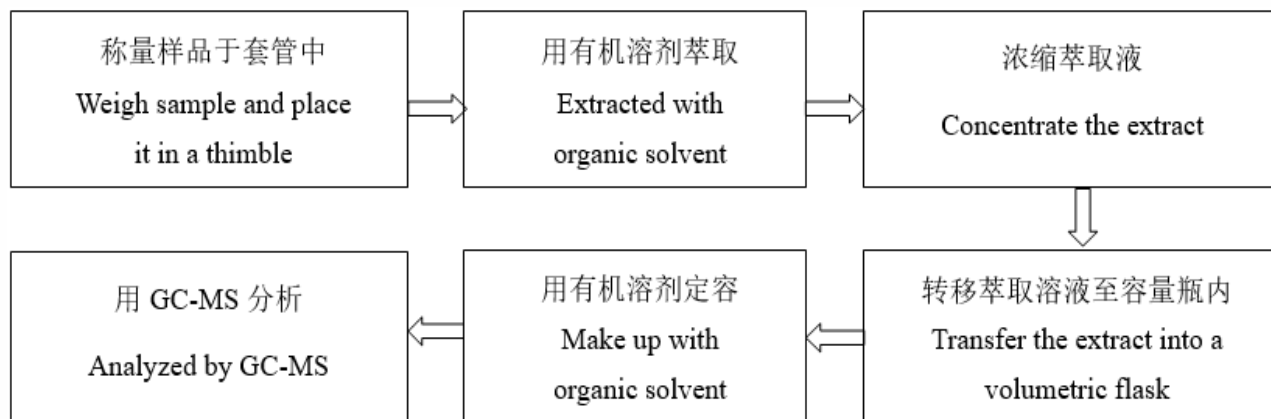 称量样品于套管中
Weigh sample and place
it in a thimble
用有机溶剂萃取
Extracted with
organic solvent
浓缩萃取液
Concentrate the extract
转移萃取溶液至容量瓶内
Transfer the extract into a
volumetric flask
用有机溶剂定容
Make up with
organic solvent
用 GC-MS 分析
Analyzed by GC-MS